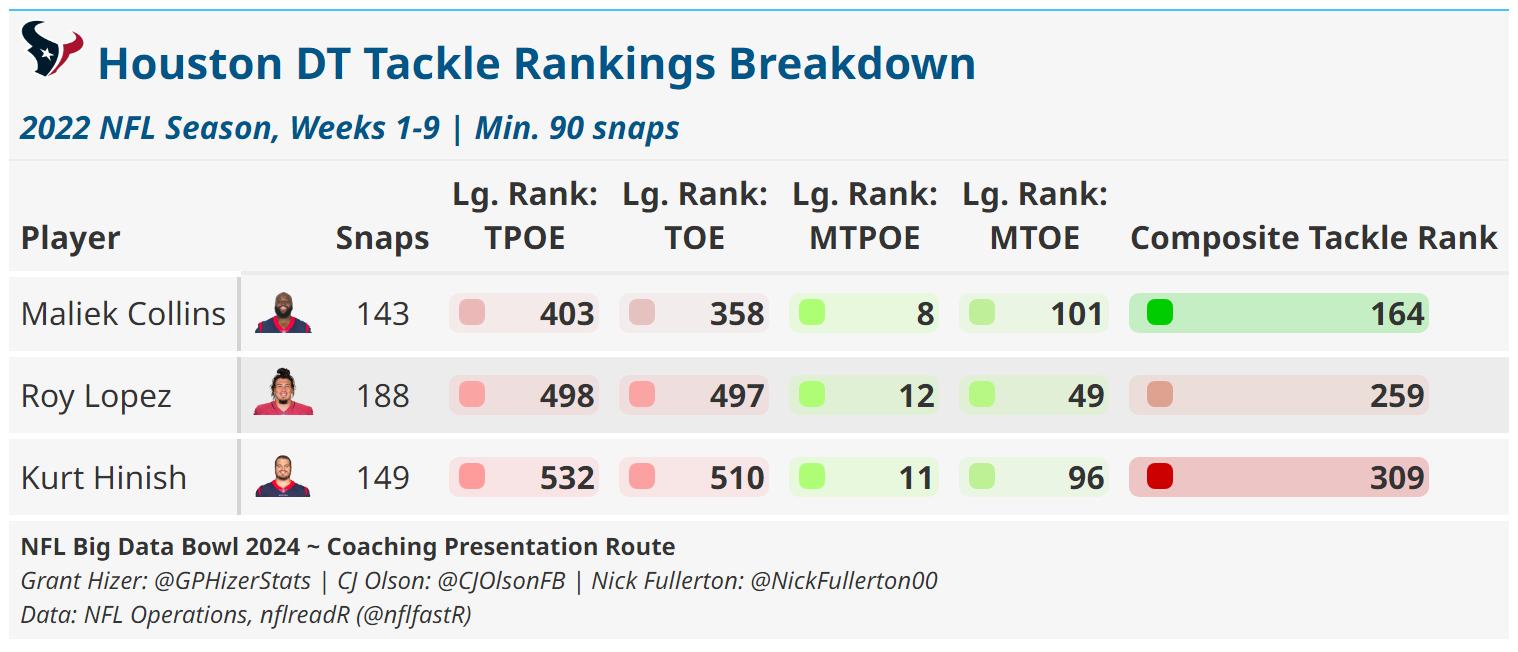 Houston DT Tackle Rankings Breakdown
2022 NFL Season, Weeks 1-9 | Min. 90 snaps
Lg. Rank: Lg. Rank: Lg. Rank: Lg. Rank:
Player Snaps TPOE TOE MTPOE MTOE Composite Tackle Rank
Maliek Collins 143 403 358 8 101 164
Roy Lopez 188 498 497 12 49 259
Kurt Hinish 149 532 510 11 96 309
NFL Big Data Bowl 2024 ~ Coaching Presentation Route
Grant Hizer: @GPHizerStats | CJ Olson: @CJOlsonFB | Nick Fullerton: @NickFullerton00
Data: NFL Operations, nflreadR (@nflfastR)